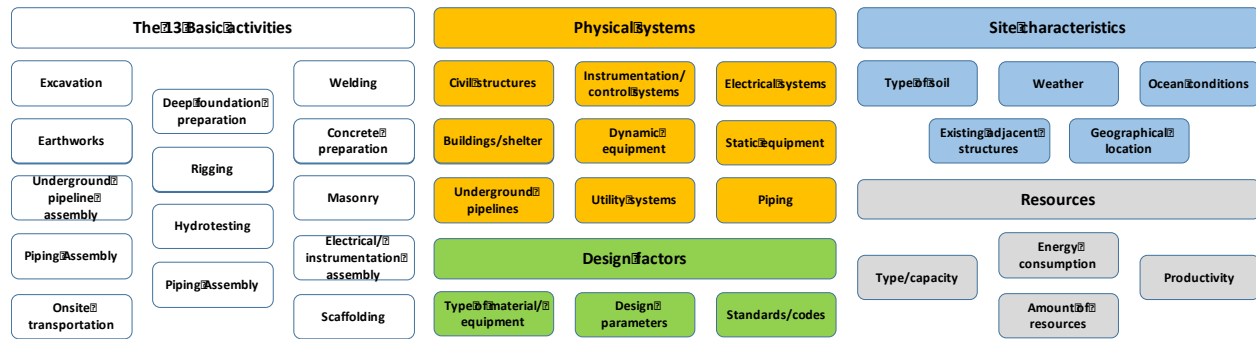 The 13 Basic activities
Excavation
Earthworks
Underground
pipeline
assembly
Piping Assembly
Onsite
transportation
Deep foundation
preparation
Rigging
Hydrotesting
Piping Assembly
Welding
Concrete
preparation
Masonry
Electrical/
instrumentation
assembly
Scaffolding
Physical systems
Civil structures
Instrumentation/
control systems
Electrical systems
Buildings/shelter
Dynamic
equipment
Static equipment
Underground
pipelines
Utility systems
Piping
Design factors
Type of material/
equipment
Design
parameters
Standards/codes
Site characteristics
Type of soil
Weather
Ocean conditions
Existing adjacent
structures
Geographical
location
Resources
Type/capacity
Energy
consumption
Amount of
resources
Productivity